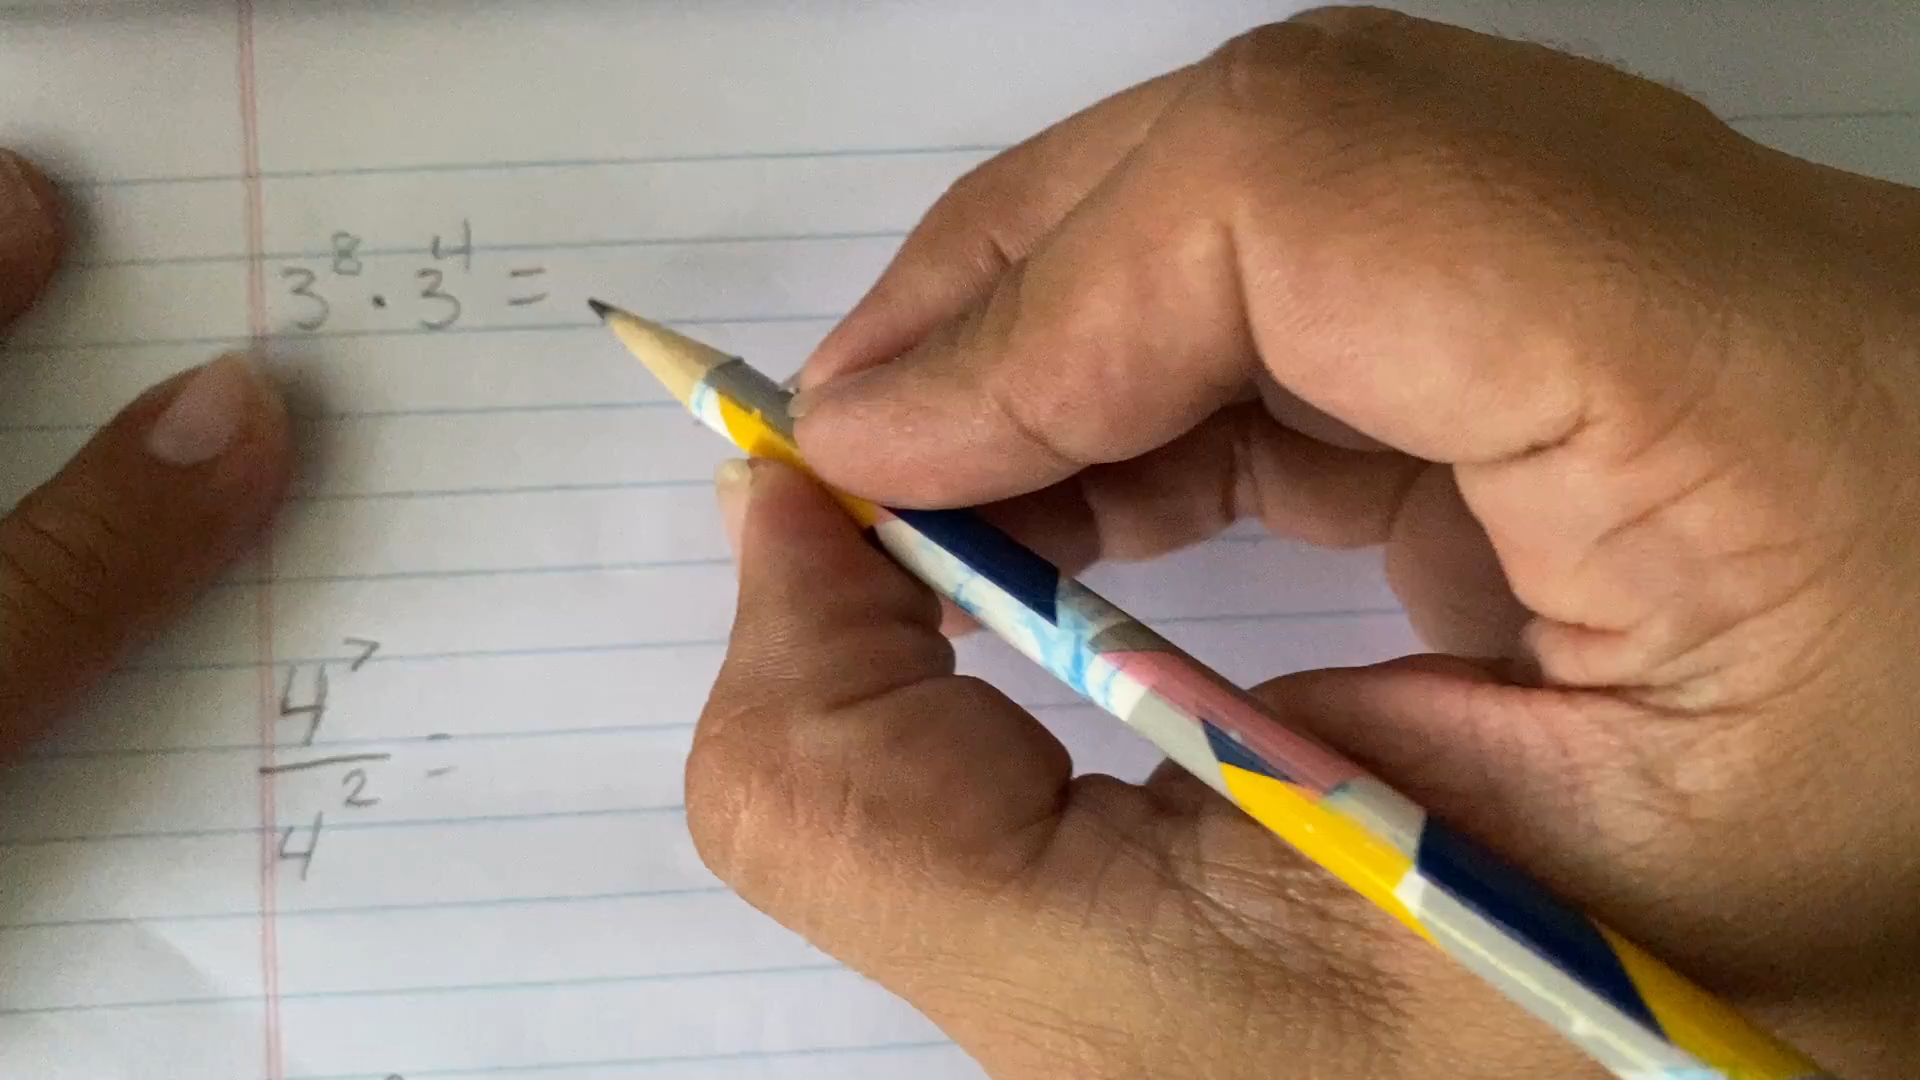 3⁸ · 3⁴ =
4⁷
4² =